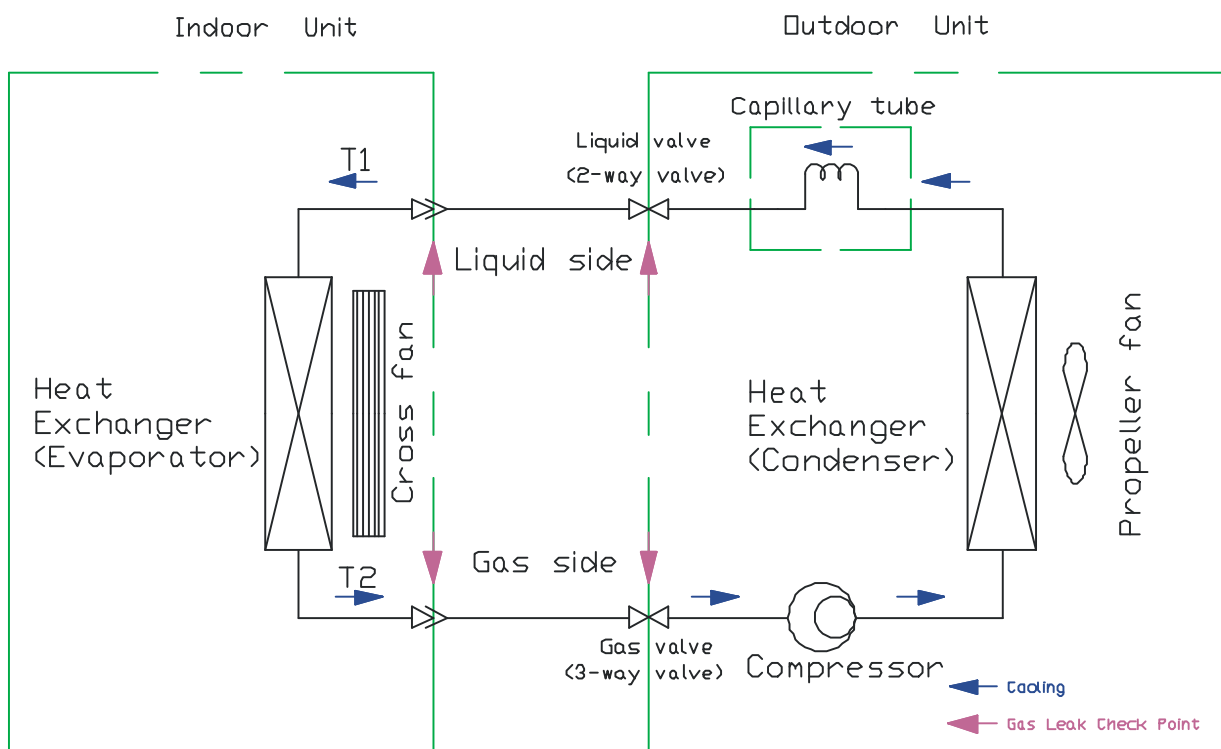 Indoor Unit
Outdoor Unit
Capillary tube
Liquid valve
(2-way valve)
T1
Liquid side
Heat
Exchanger
(Evaporator)
Cross fan
Heat
Exchanger
(Condenser)
Propeller fan
Gas side
T2
Gas valve
(3-way valve)
Compressor
Cooling
Gas Leak Check Point